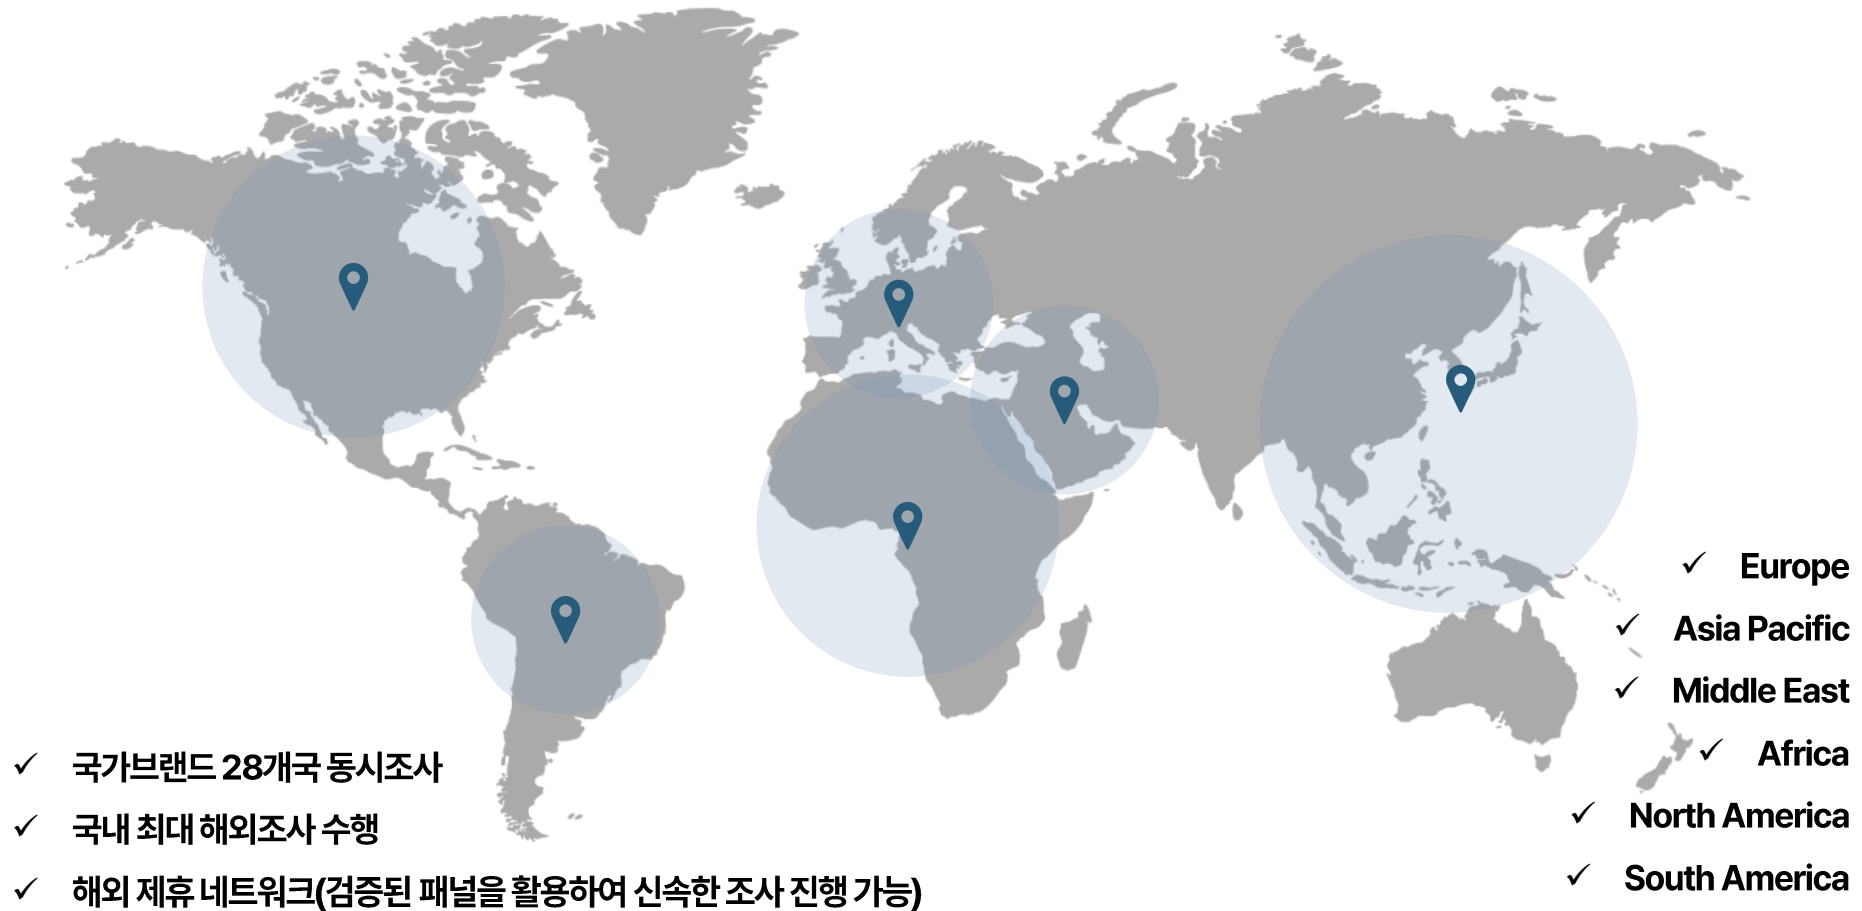 국가브랜드 28개국 동시조사
국내 최대 해외조사 수행
해외 제휴 네트워크(검증된 패널을 활용하여 신속한 조사 진행 가능)
Europe
Asia Pacific
Middle East
Africa
North America
South America